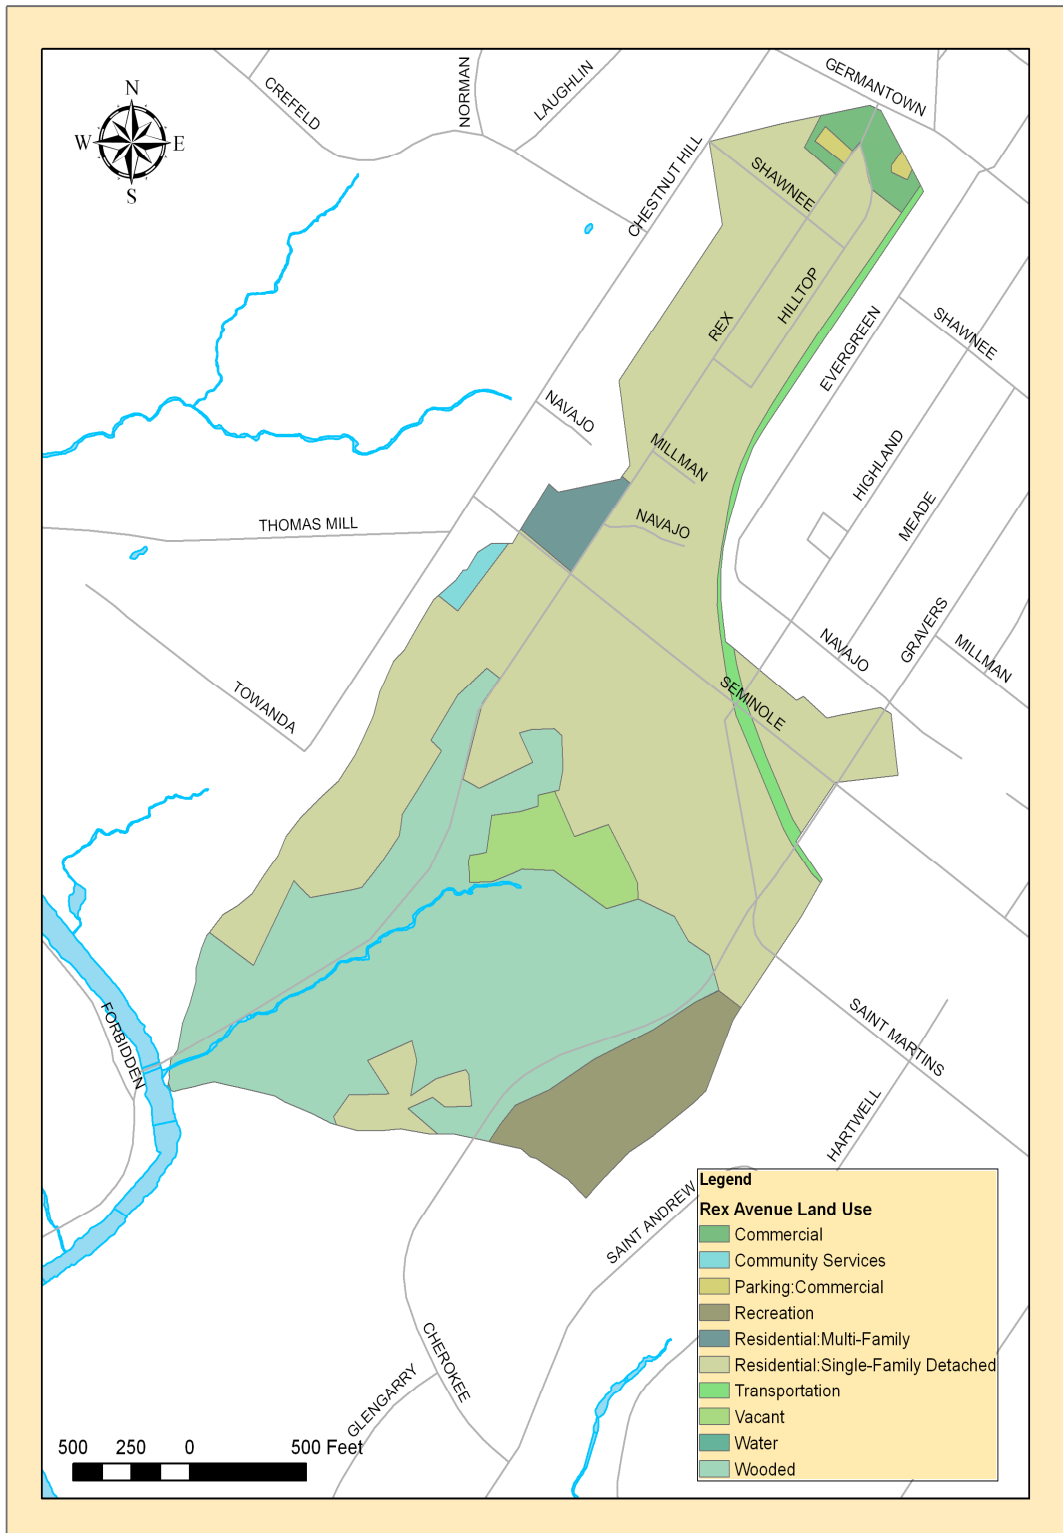 GERMANTOWN
LAUGHLIN
NORMAN
CREFELD
N
W
E
S
CHESTNUT HILL
SHAWNEE
HILLTOP
REX
EVERGREEN
SHAWNEE
NAVAJO
MILLMAN
HIGHLAND
MEADE
THOMAS MILL
NAVAJO
GRAVERS
NAVAJO
MILLMAN
TOWANDA
SEMINOLE
FORBIDDEN
SAINT MARTINS
HARTWELL
SAINT ANDREW
CHEROKEE
GLENGARRY
Legend
Rex Avenue Land Use
Commercial
Community Services
Parking:Commercial
Recreation
Residential:Multi-Family
Residential:Single-Family Detached
Transportation
Vacant
Water
Wooded
500 250 0 500 Feet